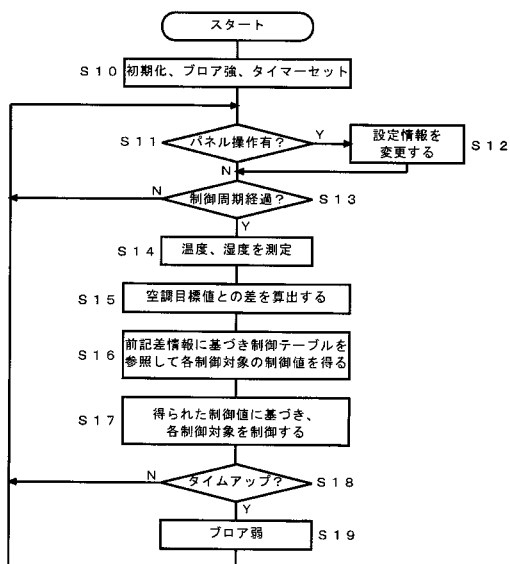 スタート
S10
初期化、ブロア強、タイマーセット
S11
パネル操作有?
Y
設定情報を
変更する
S12
N
N
制御周期経過?
S13
Y
S14
温度、湿度を測定
S15
空調目標値との差を算出する
S16
前記差情報に基づき制御テーブルを
参照して各制御対象の制御値を得る
S17
得られた制御値に基づき、
各制御対象を制御する
N
タイムアップ?
S18
Y
ブロア弱
S19